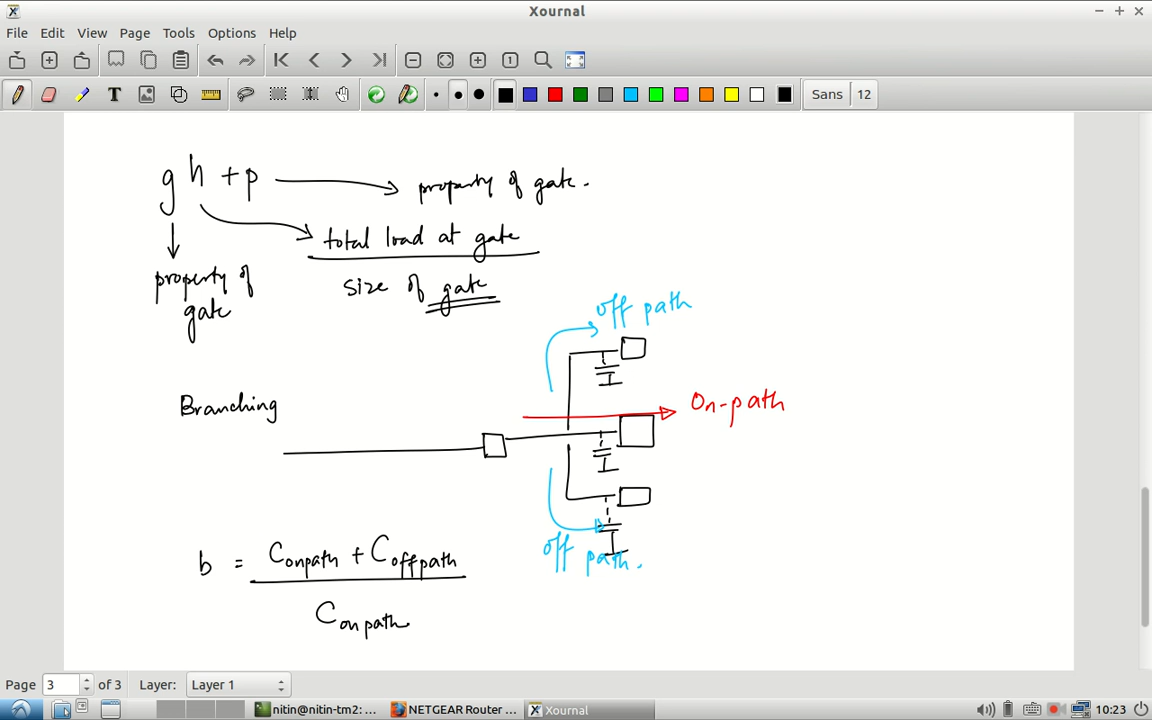 Xournal
File Edit View Page Tools Options Help
Sans 12
gh + p → property of gate.
property of gate
total load at gate
size of gate
off path
Branching
On-path
off path.
b = Conpath + Coffpath
Conpath
Page 3 of 3 Layer: Layer 1
nitin@nitin-tm2: ... NETGEAR Router ... Xournal 10:23